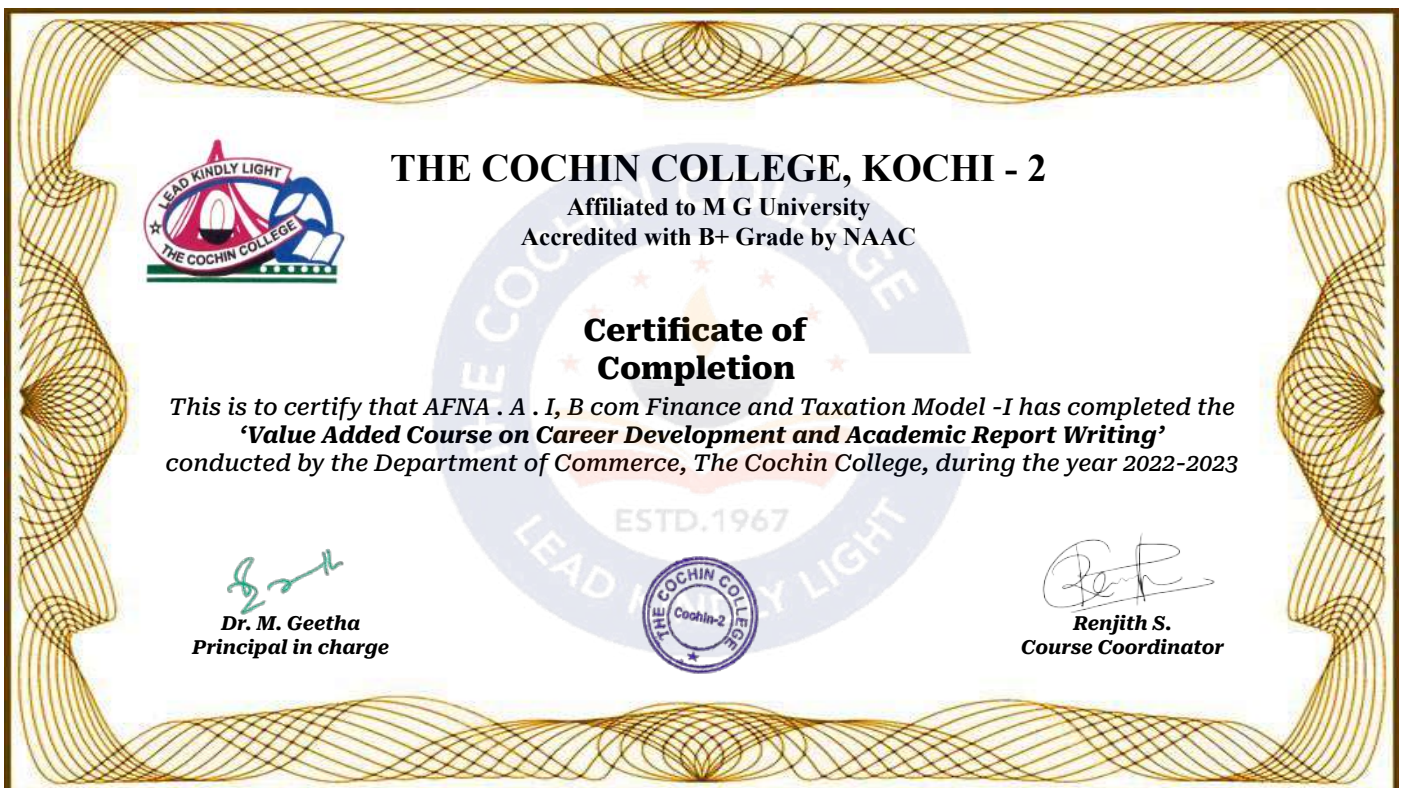 LEAD KINDLY LIGHT
THE COCHIN COLLEGE
THE COCHIN COLLEGE, KOCHI - 2
Affiliated to M G University
Accredited with B+ Grade by NAAC
THE COCHIN COLLEGE
Certificate of
Completion
This is to certify that AFNA . A . I, B com Finance and Taxation Model -I has completed the
‘Value Added Course on Career Development and Academic Report Writing’
conducted by the Department of Commerce, The Cochin College, during the year 2022-2023
ESTD.1967
LEAD KINDLY LIGHT
THE COCHIN COLLEGE
Cochin-2
Dr. M. Geetha
Principal in charge
Renjith S.
Course Coordinator